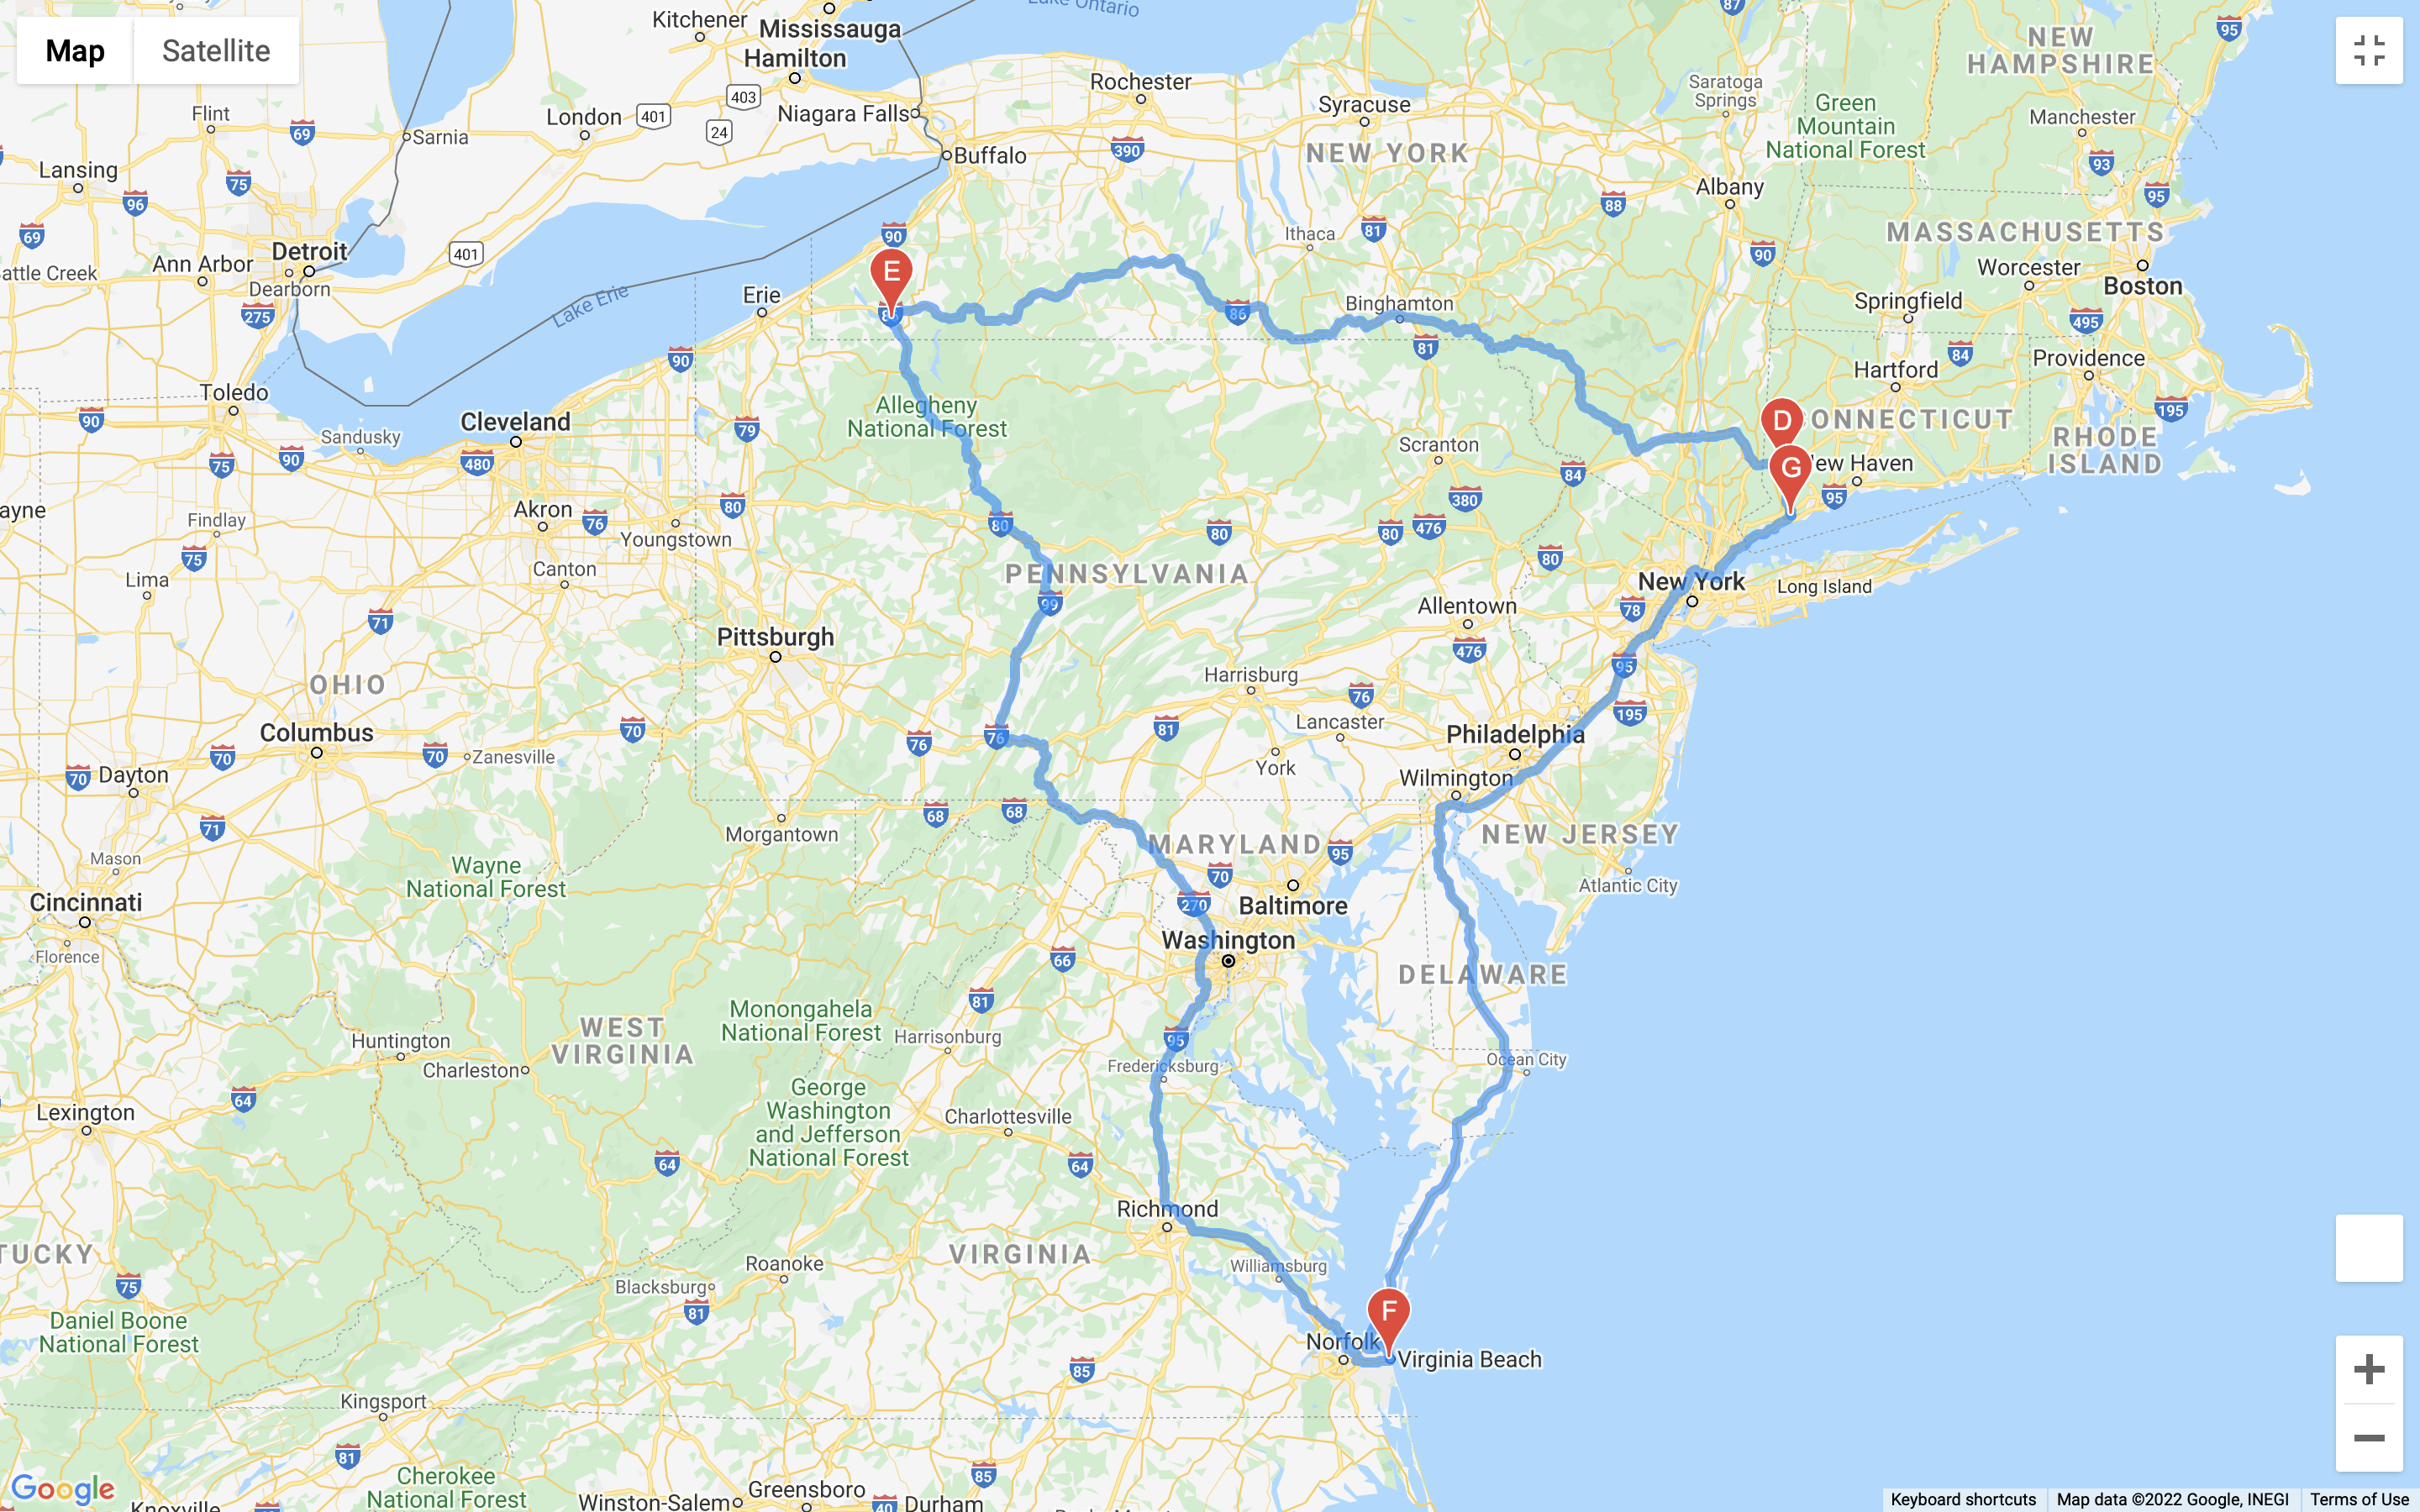 Lake Ontario
87
Kitchener
Mississauga
Hamilton
NEW
HAMPSHIRE
95
Map
Satellite
Rochester
Saratoga
Springs
403
401
Niagara Falls
Syracuse
Green
Mountain
National Forest
Manchester
Flint
69
London
24
Sarnia
390
NEW YORK
93
Buffalo
Lansing
75
96
Albany
88
95
69
90
81
Ithaca
MASSACHUSETTS
Detroit
401
90
Ann Arbor
attle Creek
Dearborn
E
Worcester
Boston
Lake Erie
Erie
Binghamton
Springfield
275
86
86
495
90
81
84
Providence
Hartford
Toledo
Allegheny
National Forest
90
Cleveland
79
D
ONNECTICUT
195
Sandusky
Scranton
RHODE
ISLAND
75
90
480
G
ew Haven
84
95
80
380
ayne
Akron
76
Findlay
80
80
80
476
Youngstown
75
80
Canton
Lima
PENNSYLVANIA
New York
Long Island
99
78
Allentown
71
Pittsburgh
476
95
Harrisburg
OHIO
76
195
Lancaster
Columbus
70
81
Philadelphia
76
76
70
70
Zanesville
York
Wilmington
70
Dayton
68
68
71
Morgantown
MARYLAND
NEW JERSEY
95
Mason
Wayne
National Forest
70
Atlantic City
Cincinnati
270
Baltimore
Washington
Florence
66
DELAWARE
81
Monongahela
National Forest
WEST
VIRGINIA
Harrisonburg
95
Huntington
Ocean City
Charleston
Fredericksburg
64
George
Washington
and Jefferson
National Forest
Lexington
Charlottesville
64
64
Richmond
TUCKY
VIRGINIA
Roanoke
Williamsburg
75
Blacksburg
81
F
Daniel Boone
National Forest
Norfolk
Virginia Beach
85
Kingsport
81
Cherokee
National Forest
85
Google
Greensboro
Winston-Salem
Knoxville
40
Durham
Keyboard shortcuts
Map data ©2022 Google, INEGI
Terms of Use